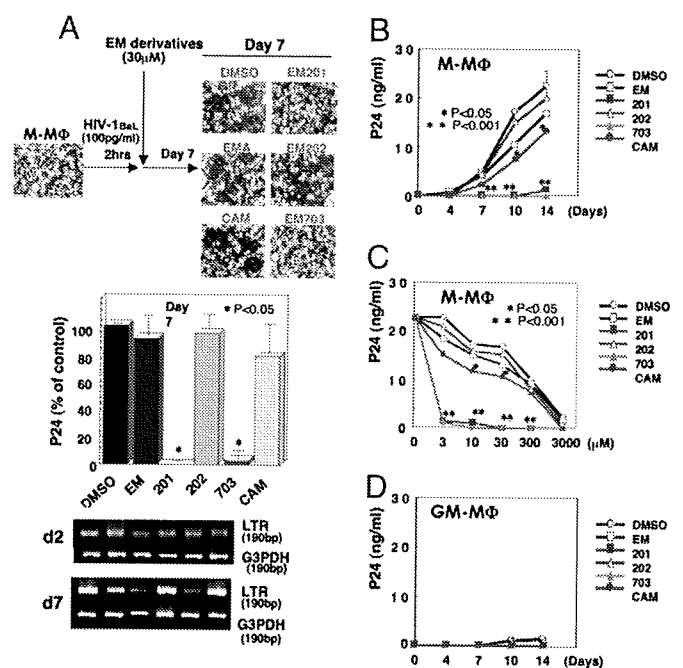 A
EM derivatives
(30μM)
Day 7
DMSO
EM201
M-MΦ
HIV-1BaL
(100pg/ml)
2hrs
Day 7
EMA
EM202
CAM
EM703
P24 (% of control)
100
80
60
40
20
0
Day
7
* P<0.05
*
*
DMSO
EM
201
202
703
CAM
d2
LTR
(190bp)
G3PDH
(190bp)
d7
LTR
(190bp)
G3PDH
(190bp)
B
P24 (ng/ml)
30
20
10
0
M-MΦ
* P<0.05
** P<0.001
**
**
**
0 4 7 10 14 (Days)
DMSO
EM
201
202
703
CAM
C
P24 (ng/ml)
30
20
10
0
M-MΦ
* P<0.05
** P<0.001
**
**
**
**
0 3 10 30 300 3000 (μM)
DMSO
EM
201
202
703
CAM
D
P24 (ng/ml)
30
20
10
0
GM-MΦ
0 4 7 10 14 (Days)
DMSO
EM
201
202
703
CAM